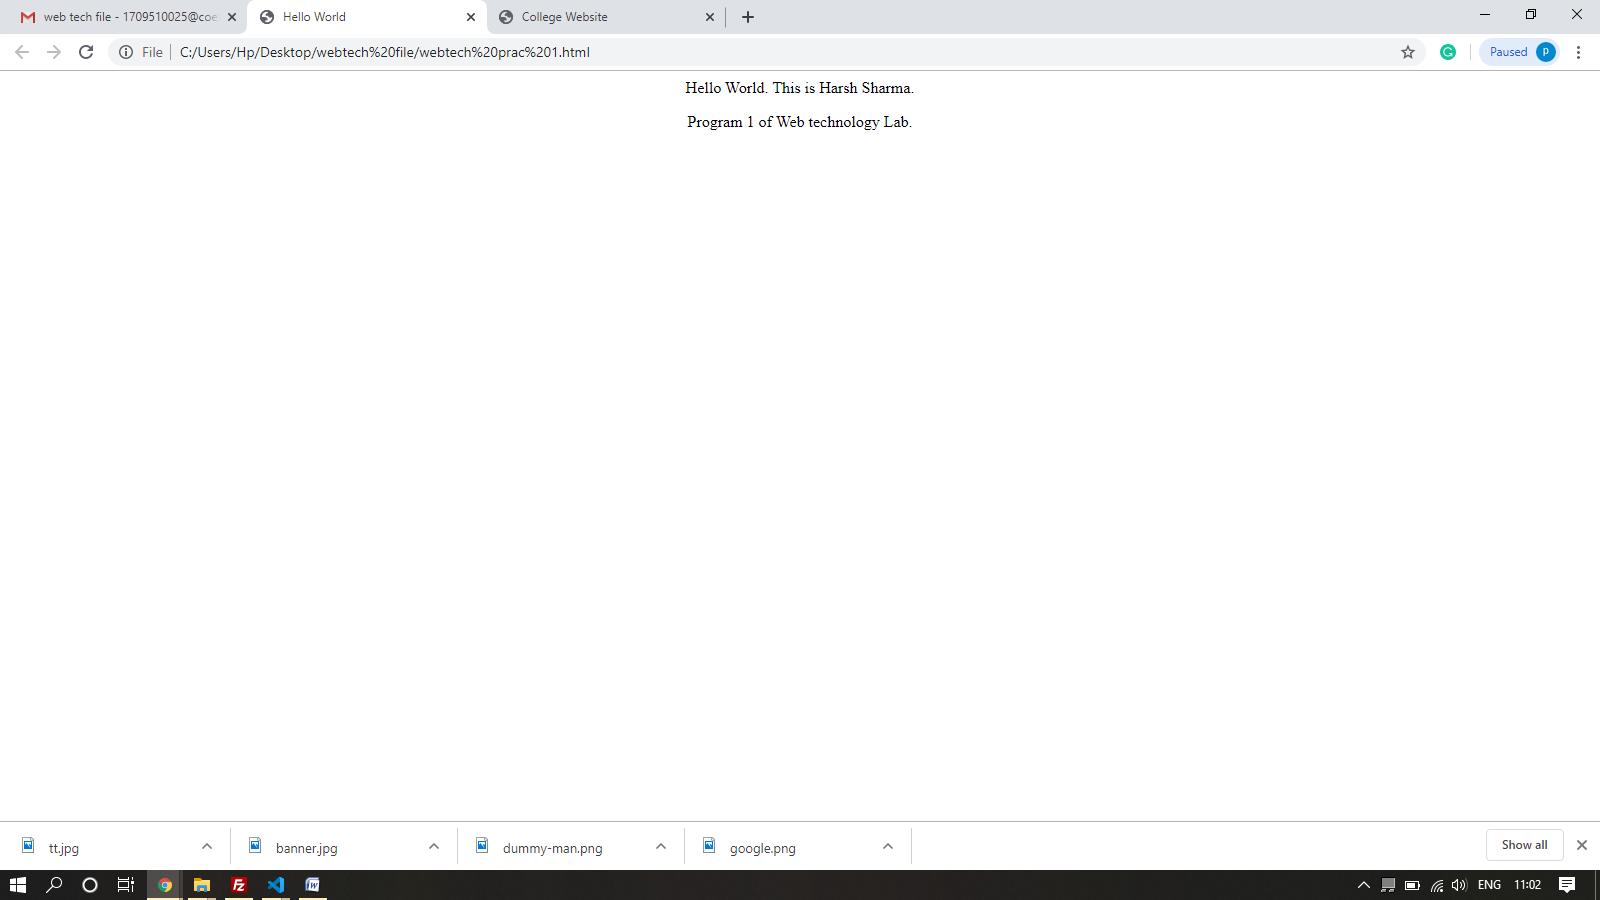 web tech file - 1709510025@coe
Hello World
College Website
File
C:/Users/Hp/Desktop/webtech%20file/webtech%20prac%201.html
Paused
p
Hello World. This is Harsh Sharma.
Program 1 of Web technology Lab.
tt.jpg
banner.jpg
dummy-man.png
google.png
Show all
ENG
11:02